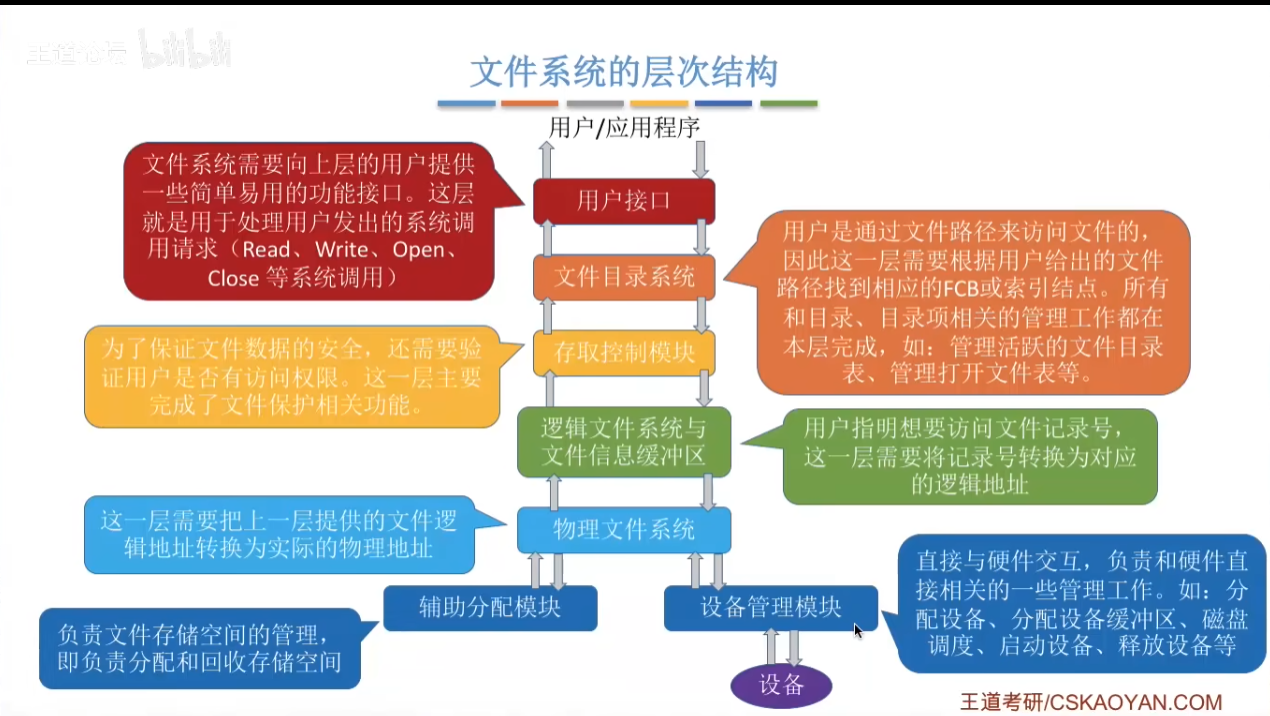 王道论坛 bilibili
文件系统的层次结构
用户/应用程序
文件系统需要向上层的用户提供
一些简单易用的功能接口。这层
就是用于处理用户发出的系统调
用请求（Read、Write、Open、
Close 等系统调用）
用户接口
用户是通过文件路径来访问文件的，
因此这一层需要根据用户给出的文件
路径找到相应的FCB或索引结点。所有
和目录、目录项相关的管理工作都在
本层完成，如：管理活跃的文件目录
表、管理打开文件表等。
文件目录系统
为了保证文件数据的安全，还需要验
证用户是否有访问权限。这一层主要
完成了文件保护相关功能。
存取控制模块
逻辑文件系统与
文件信息缓冲区
用户指明想要访问文件记录号，
这一层需要将记录号转换为对应
的逻辑地址
这一层需要把上一层提供的文件逻
辑地址转换为实际的物理地址
物理文件系统
辅助分配模块
设备管理模块
直接与硬件交互，负责和硬件直
接相关的一些管理工作。如：分
配设备、分配设备缓冲区、磁盘
调度、启动设备、释放设备等
负责文件存储空间的管理，
即负责分配和回收存储空间
设备
王道考研/CSKAOYAN.COM